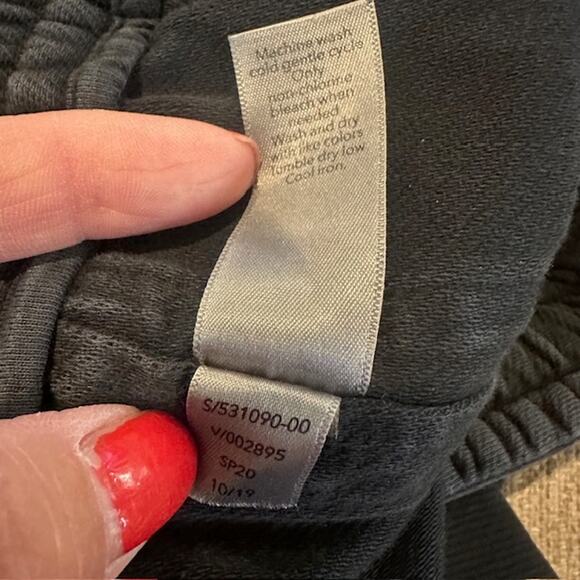 Machine wash
cold gentle cycle
Only
non-chlorine
bleach when
needed
Wash and dry
with like colors
Tumble dry low
Cool iron.
S/531090-00
V/002895
SP20
10/19